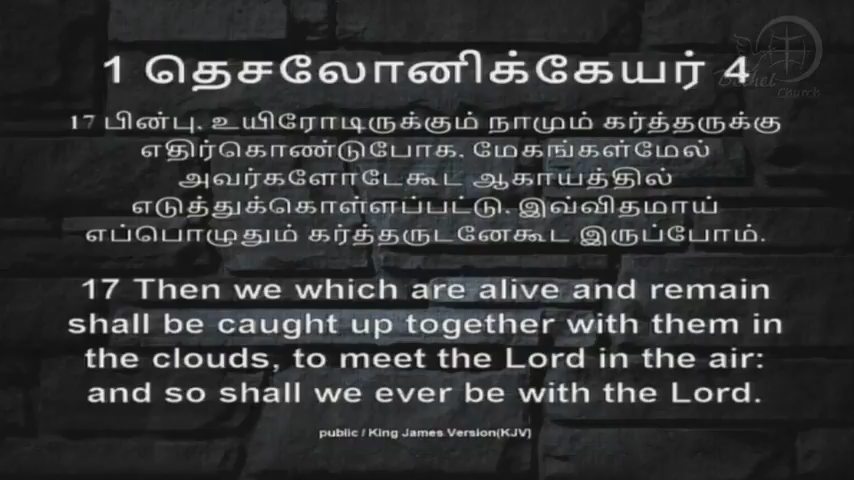 1 தெசலோனிக்கேயர் 4
Bethel
Church
17 பின்பு, உயிரோடிருக்கும் நாமும் கர்த்தருக்கு
எதிர்கொண்டுபோக, மேகங்கள்மேல்
அவர்களோடேகூட ஆகாயத்தில்
எடுத்துக்கொள்ளப்பட்டு, இவ்விதமாய்
எப்பொழுதும் கர்த்தருடனேகூட இருப்போம்.
17 Then we which are alive and remain
shall be caught up together with them in
the clouds, to meet the Lord in the air:
and so shall we ever be with the Lord.
public / King James Version(KJV)